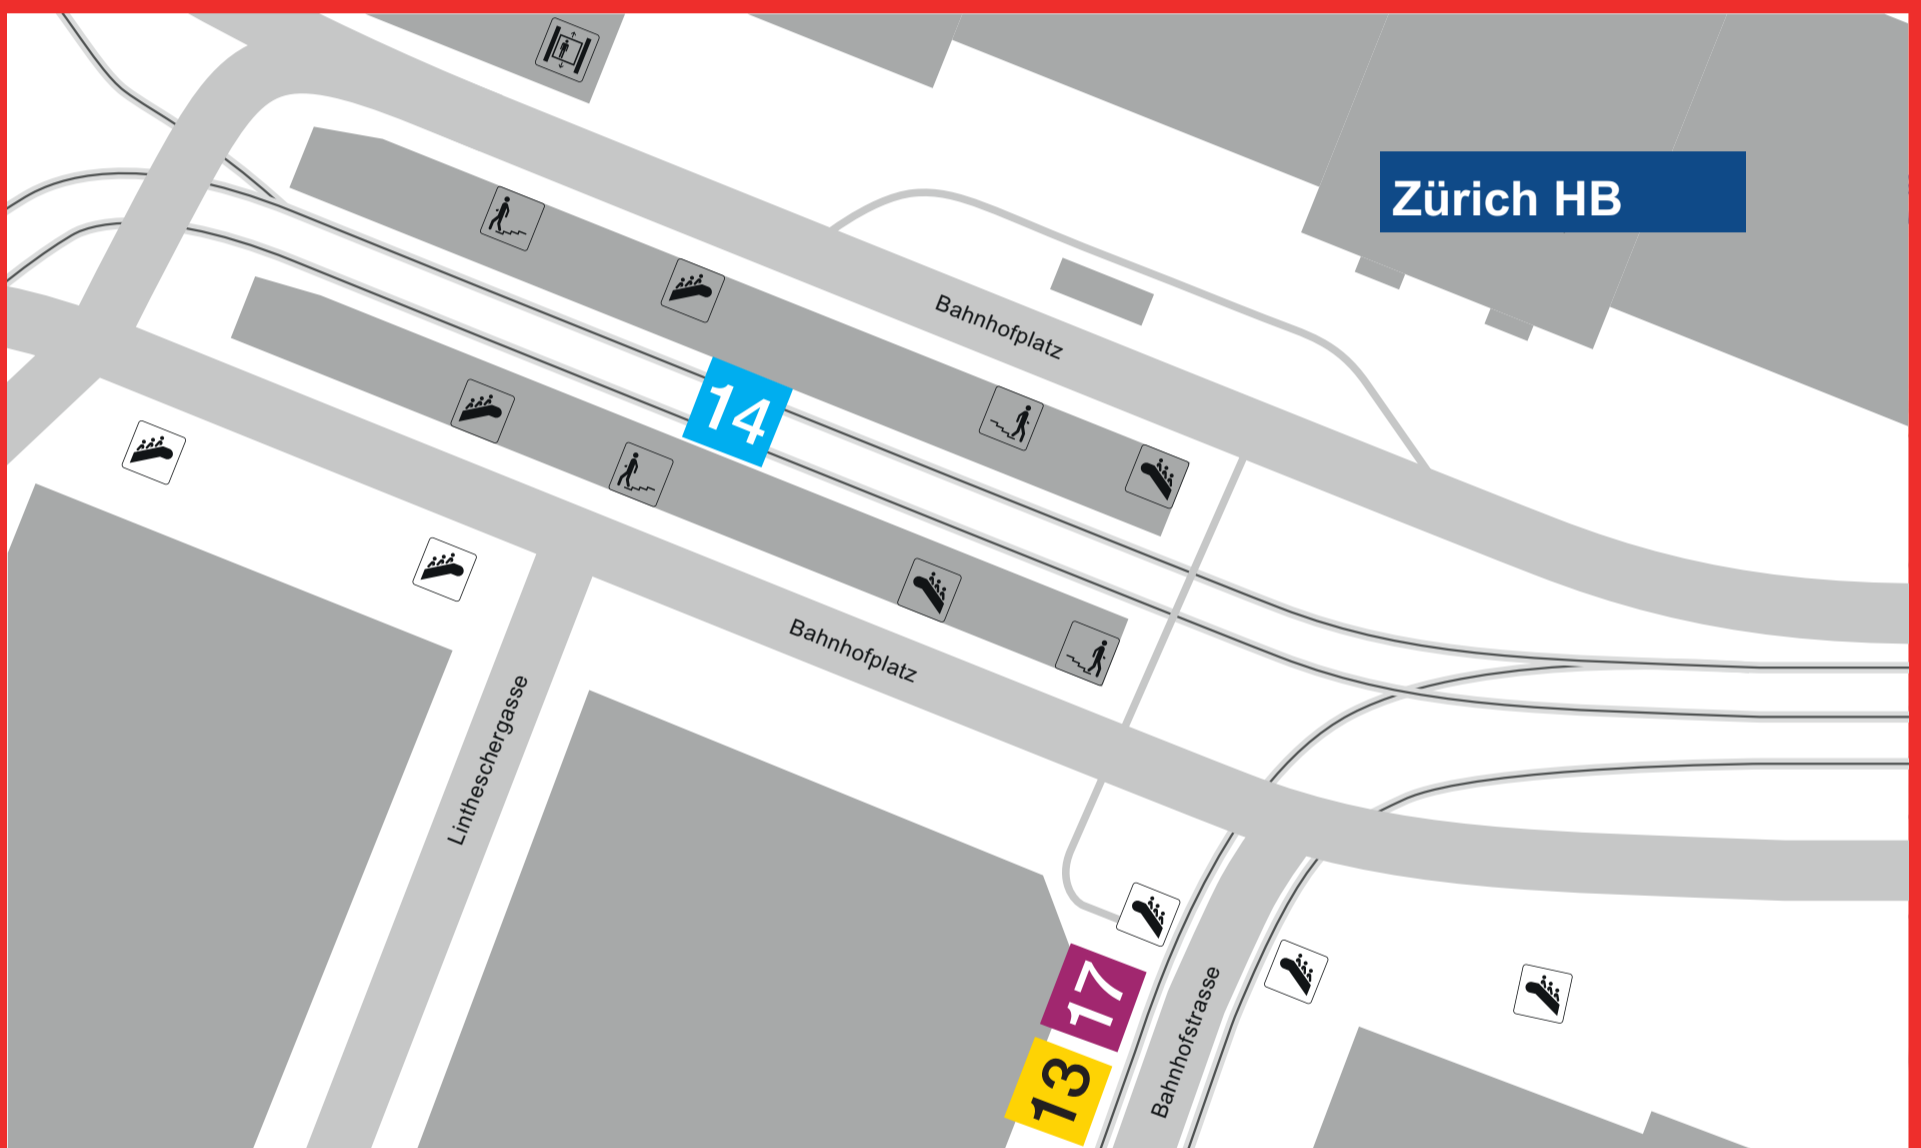 Zürich HB
Bahnhofplatz
14
Bahnhofplatz
Lintheschergasse
17
13
Bahnhofstrasse